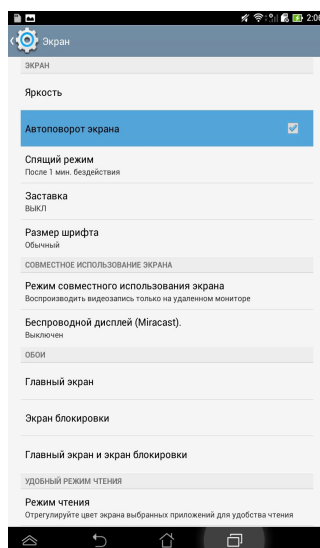 2:06
Экран
ЭКРАН
Яркость
Автоповорот экрана
Спящий режим
После 1 мин. бездействия
Заставка
ВЫКЛ
Размер шрифта
Обычный
СОВМЕСТНОЕ ИСПОЛЬЗОВАНИЕ ЭКРАНА
Режим совместного использования экрана
Воспроизводить видеозапись только на удаленном мониторе
Беспроводной дисплей (Miracast).
Выключен
ОБОИ
Главный экран
Экран блокировки
Главный экран и экран блокировки
УДОБНЫЙ РЕЖИМ ЧТЕНИЯ
Режим чтения
Отрегулируйте цвет экрана выбранных приложений для удобства чтения